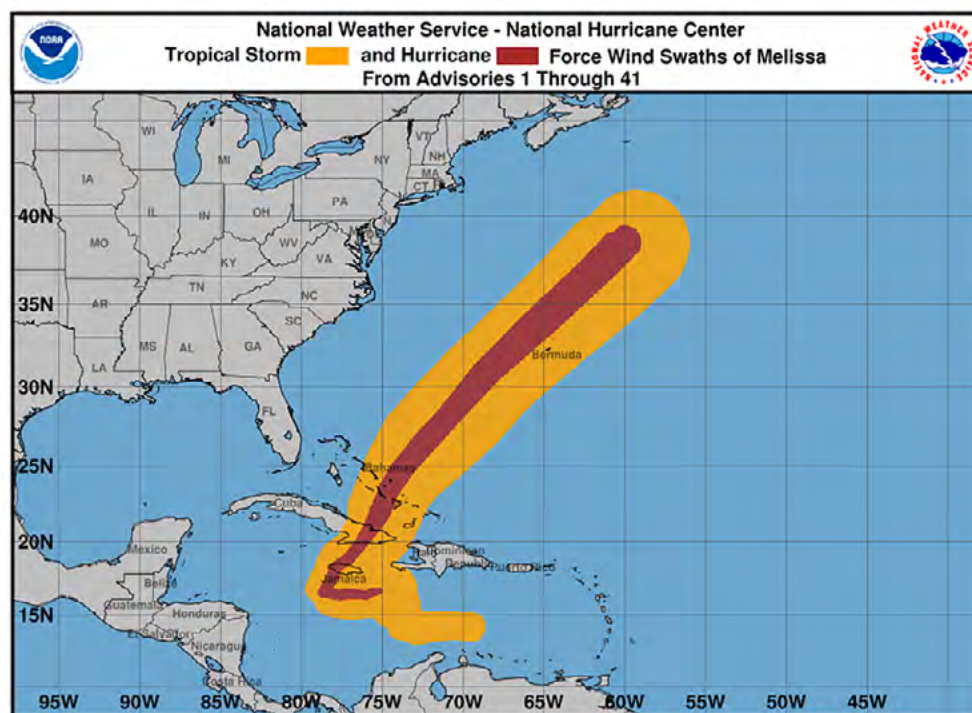 National Weather Service - National Hurricane Center
Tropical Storm and Hurricane Force Wind Swaths of Melissa
From Advisories 1 Through 41
NOAA
VT
WI
NH
MI
NY
MA
CT
IA
PA
40N
IL
IN
OH
MO
WV
KY
VA
TN
NC
35N
AR
SC
MS
AL
GA
Bermuda
LA
30N
FL
25N
Bahamas
Cuba
20N
Mexico
Haiti
Dominican
Republic
Puerto Rico
Jamaica
Belize
Guatemala
Honduras
15N
El Salvador
Nicaragua
Costa Rica
95W 90W 85W 80W 75W 70W 65W 60W 55W 50W 45W